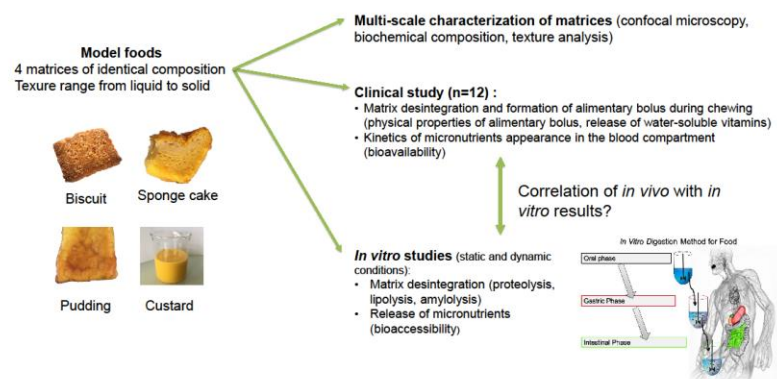 Model foods
4 matrices of identical composition
Texure range from liquid to solid
Biscuit
Sponge cake
Pudding
Custard
Multi-scale characterization of matrices (confocal microscopy,
biochemical composition, texture analysis)
Clinical study (n=12) :
• Matrix desintegration and formation of alimentary bolus during chewing
(physical properties of alimentary bolus, release of water-soluble vitamins)
• Kinetics of micronutrients appearance in the blood compartment
(bioavailability)
Correlation of in vivo with in
vitro results?
In vitro studies (static and dynamic
conditions):
• Matrix desintegration (proteolysis,
lipolysis, amylolysis)
• Release of micronutrients
(bioaccessibility)
In Vitro Digestion Method for Food
Oral phase
Gastric Phase
Intestinal Phase